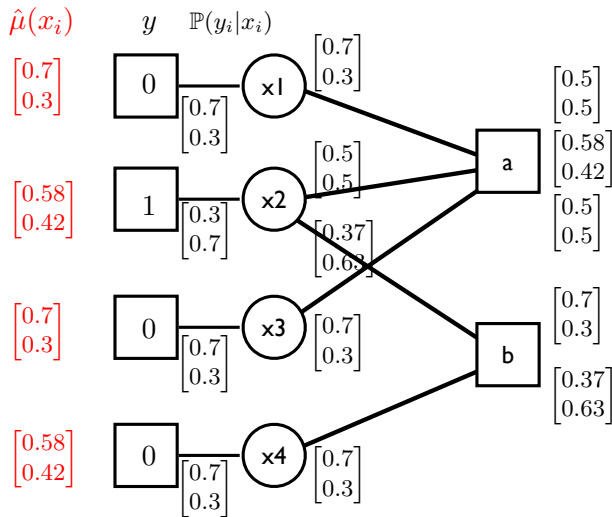 μ̂(x_i) y ℙ(y_i|x_i)
[0.7 0.3] 0 [0.7 0.3] x1 [0.7 0.3]
[0.5 0.5]
a [0.58 0.42]
[0.5 0.5]
[0.58 0.42] 1 [0.3 0.7] x2 [0.5 0.5]
[0.37 0.63]
[0.7 0.3] 0 [0.7 0.3] x3 [0.7 0.3]
[0.7 0.3]
b
[0.37 0.63]
[0.58 0.42] 0 [0.7 0.3] x4 [0.7 0.3]